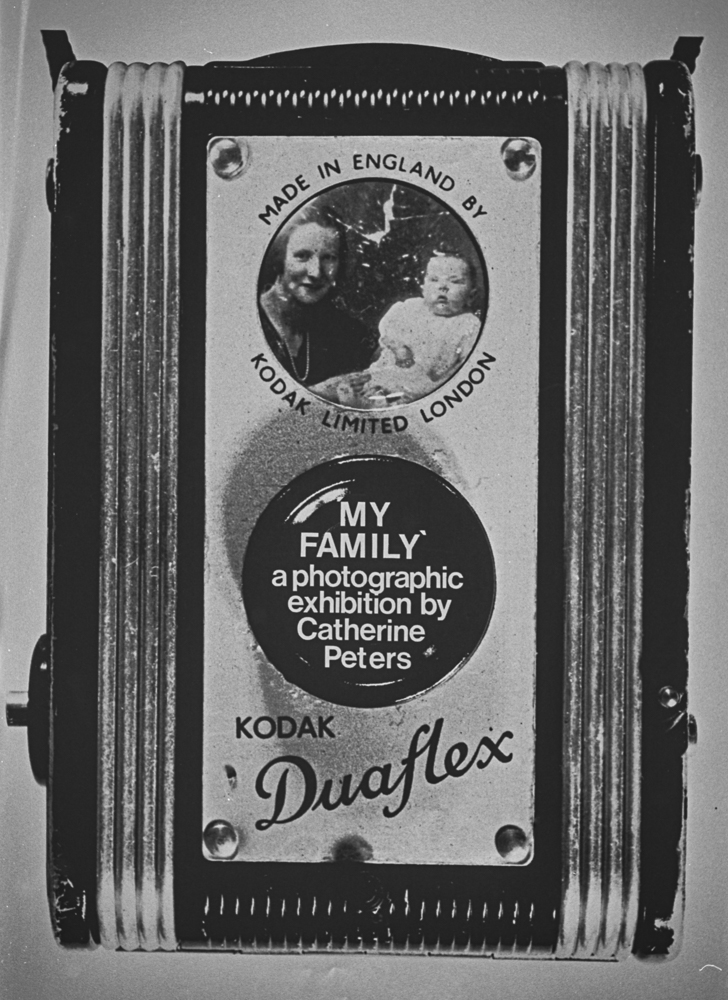 MADE IN ENGLAND BY
KODAK LIMITED LONDON
'MY
FAMILY'
a photographic
exhibition by
Catherine
Peters
KODAK
Duaflex